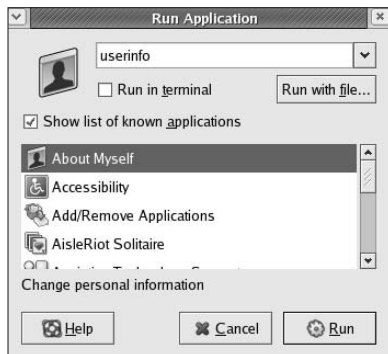 Run Application
userinfo
Run in terminal
Run with file...
Show list of known applications
About Myself
Accessibility
Add/Remove Applications
AisleRiot Solitaire
Change personal information
Help
Cancel
Run